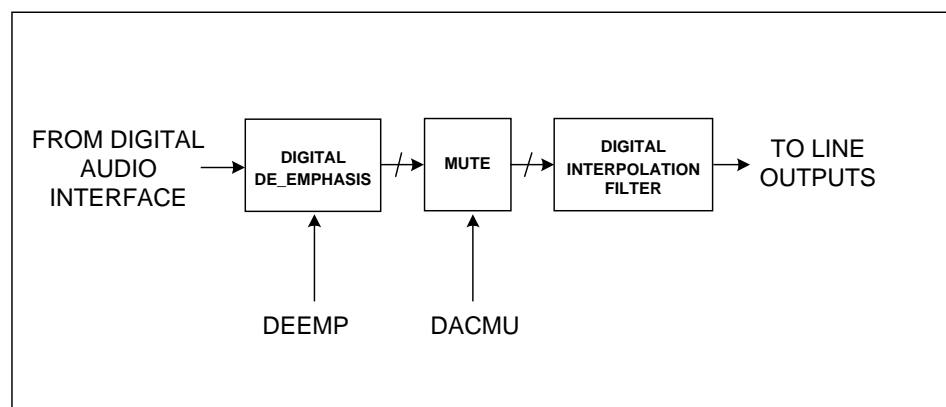 FROM DIGITAL
AUDIO
INTERFACE
DIGITAL
DE_EMPHASIS
MUTE
DIGITAL
INTERPOLATION
FILTER
TO LINE
OUTPUTS
DEEMP
DACMU